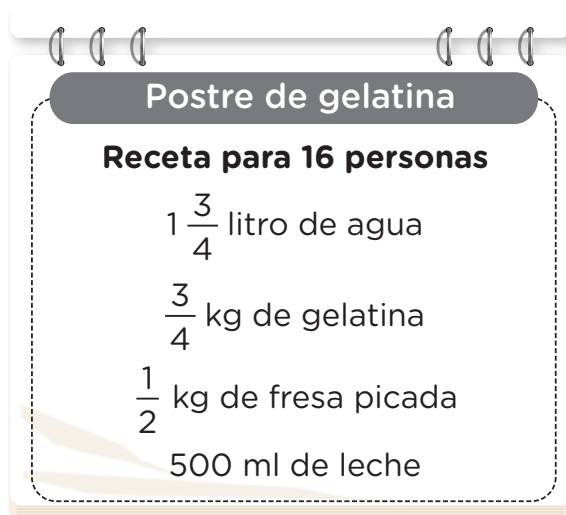 Postre de gelatina
Receta para 16 personas
1 3/4 litro de agua
3/4 kg de gelatina
1/2 kg de fresa picada
500 ml de leche